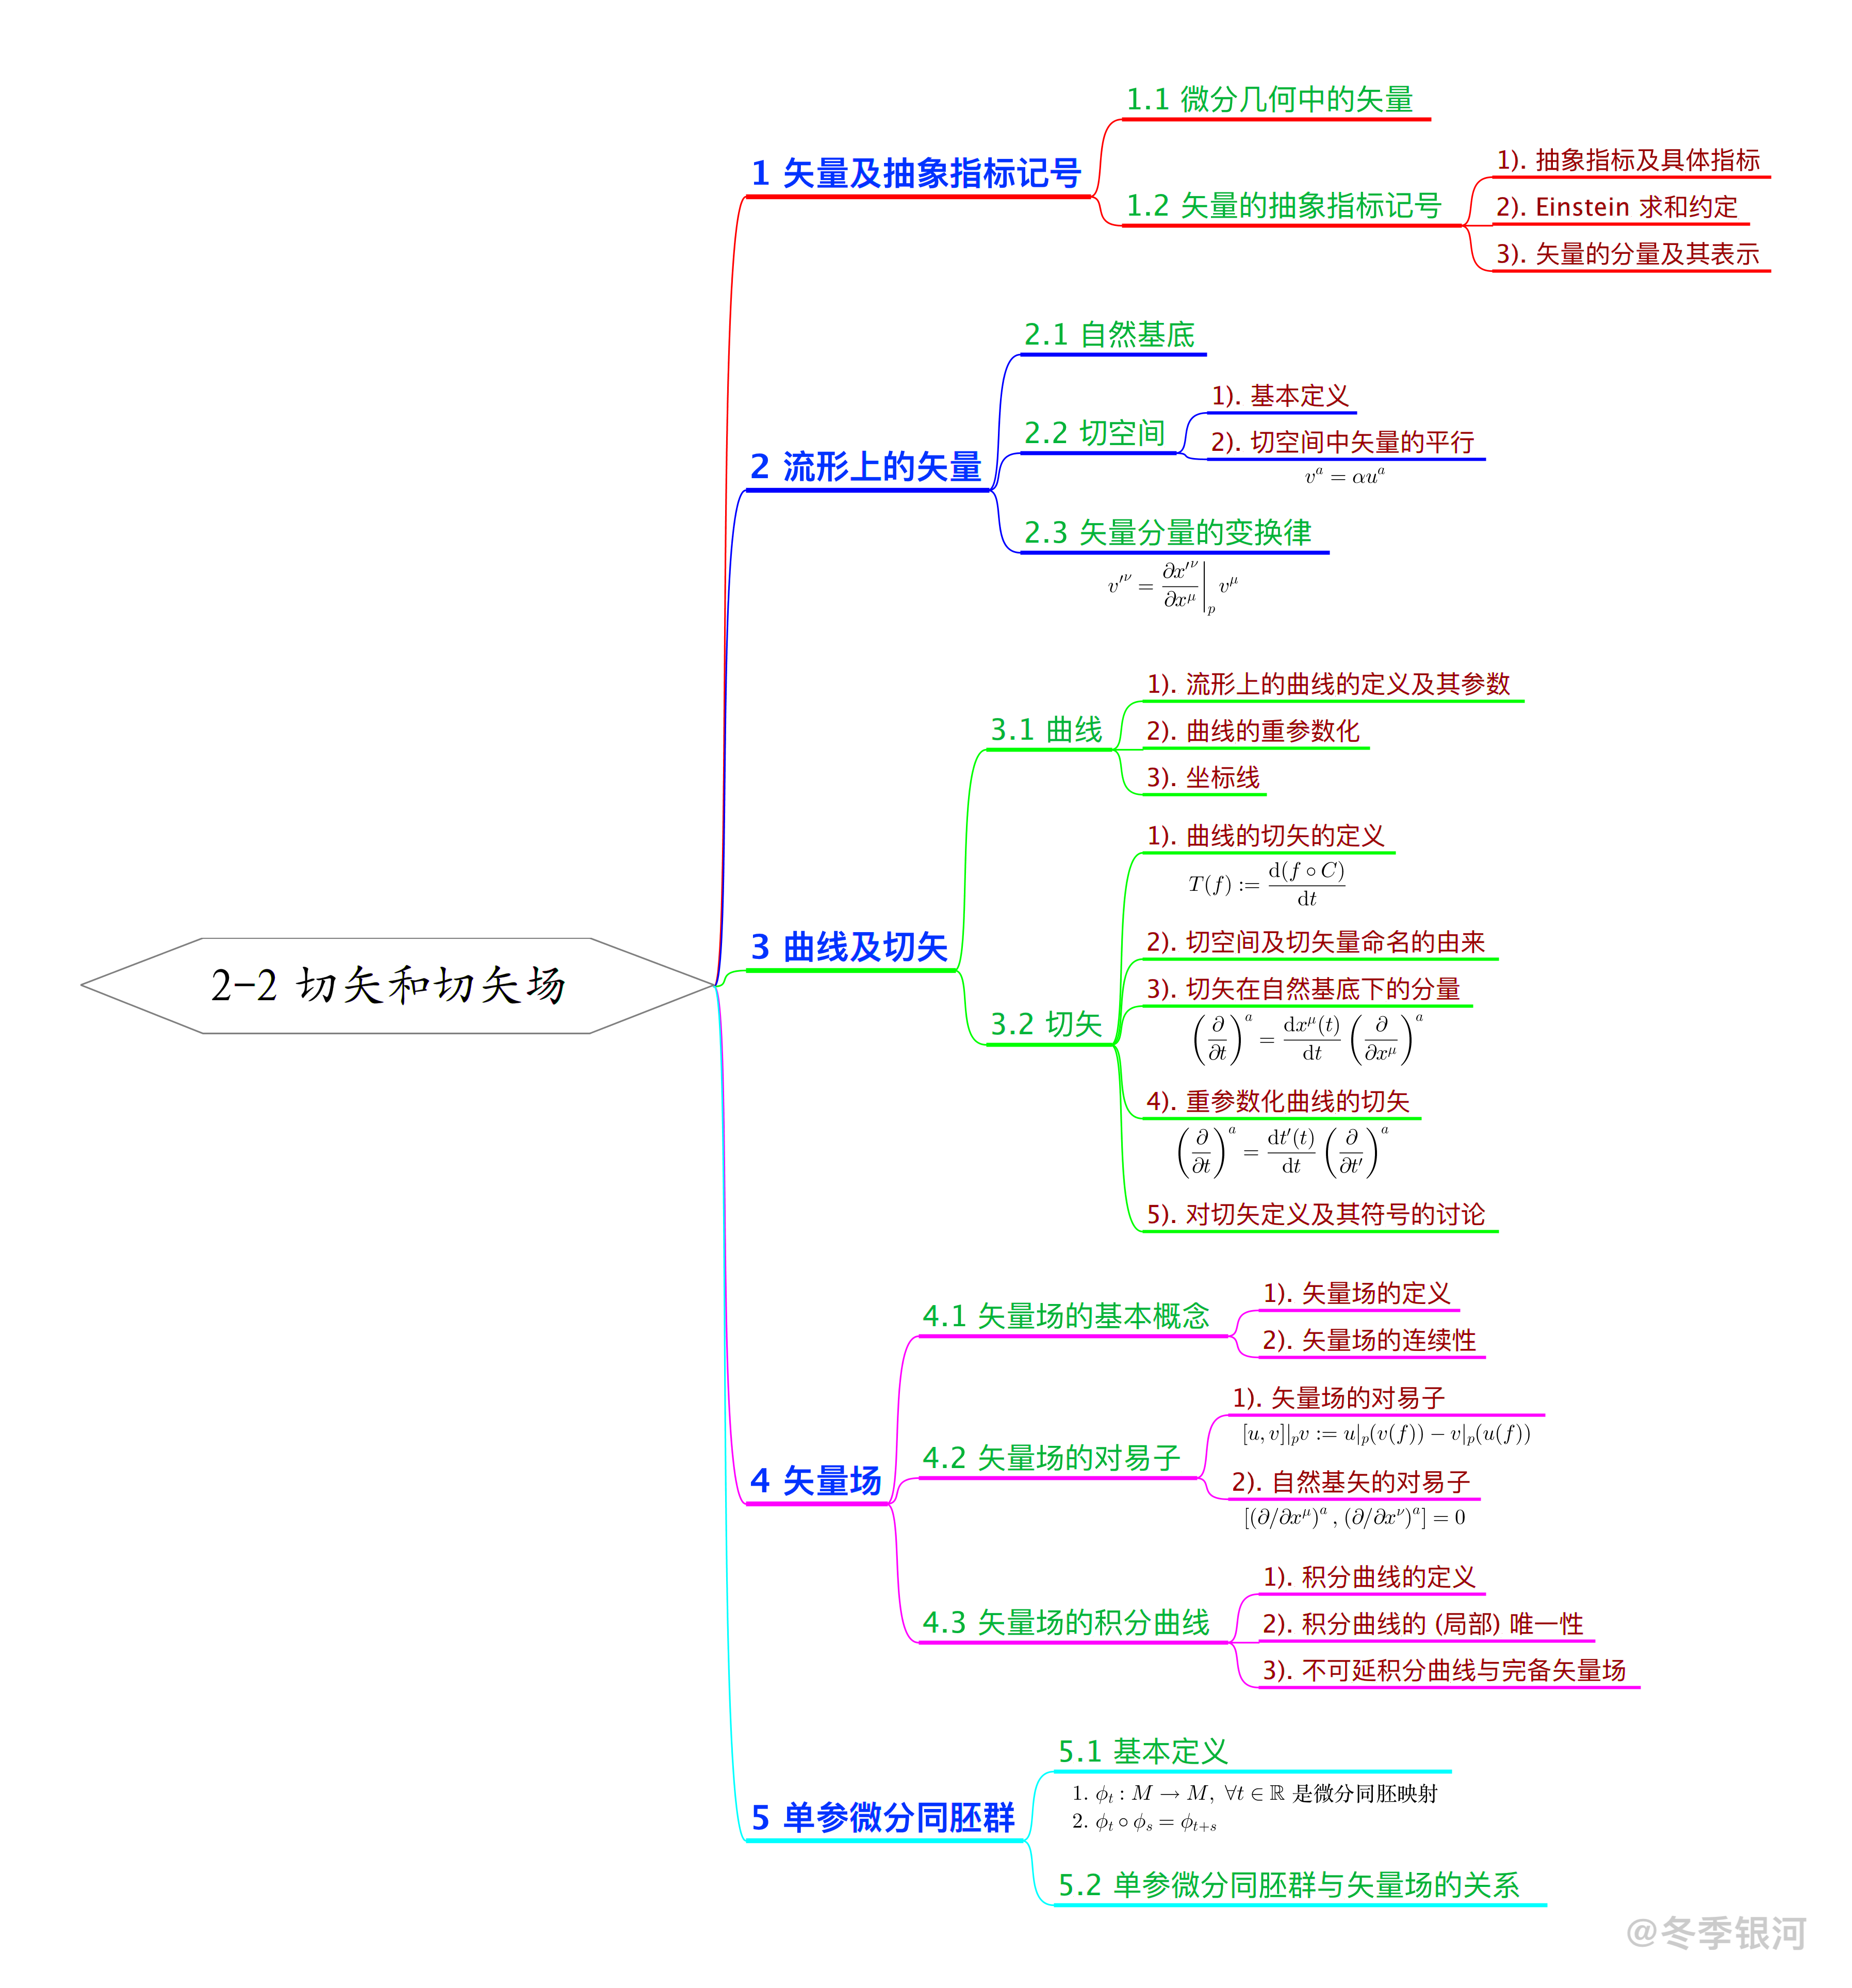 2-2 切矢和切矢场
1 矢量及抽象指标记号
1.1 微分几何中的矢量
1.2 矢量的抽象指标记号
1). 抽象指标及具体指标
2). Einstein 求和约定
3). 矢量的分量及其表示
2 流形上的矢量
2.1 自然基底
2.2 切空间
1). 基本定义
2). 切空间中矢量的平行
$v^a = \alpha u^a$
2.3 矢量分量的变换律
$v'^\nu = \left.\frac{\partial x'^\nu}{\partial x^\mu}\right|_p v^\mu$
3 曲线及切矢
3.1 曲线
1). 流形上的曲线的定义及其参数
2). 曲线的重参数化
3). 坐标线
3.2 切矢
1). 曲线的切矢的定义
$T(f) := \frac{\mathrm{d}(f \circ C)}{\mathrm{d}t}$
2). 切空间及切矢量命名的由来
3). 切矢在自然基底下的分量
$\left(\frac{\partial}{\partial t}\right)^a = \frac{\mathrm{d}x^\mu(t)}{\mathrm{d}t} \left(\frac{\partial}{\partial x^\mu}\right)^a$
4). 重参数化曲线的切矢
$\left(\frac{\partial}{\partial t}\right)^a = \frac{\mathrm{d}t'(t)}{\mathrm{d}t} \left(\frac{\partial}{\partial t'}\right)^a$
5). 对切矢定义及其符号的讨论
4 矢量场
4.1 矢量场的基本概念
1). 矢量场的定义
2). 矢量场的连续性
4.2 矢量场的对易子
1). 矢量场的对易子
$[u, v]|_p v := u|_p(v(f)) - v|_p(u(f))$
2). 自然基矢的对易子
$[(\partial/\partial x^\mu)^a, (\partial/\partial x^\nu)^a] = 0$
4.3 矢量场的积分曲线
1). 积分曲线的定义
2). 积分曲线的 (局部) 唯一性
3). 不可延积分曲线与完备矢量场
5 单参微分同胚群
5.1 基本定义
1. $\phi_t : M \to M,\ \forall t \in \mathbb{R}$ 是微分同胚映射
2. $\phi_t \circ \phi_s = \phi_{t+s}$
5.2 单参微分同胚群与矢量场的关系
@冬季银河